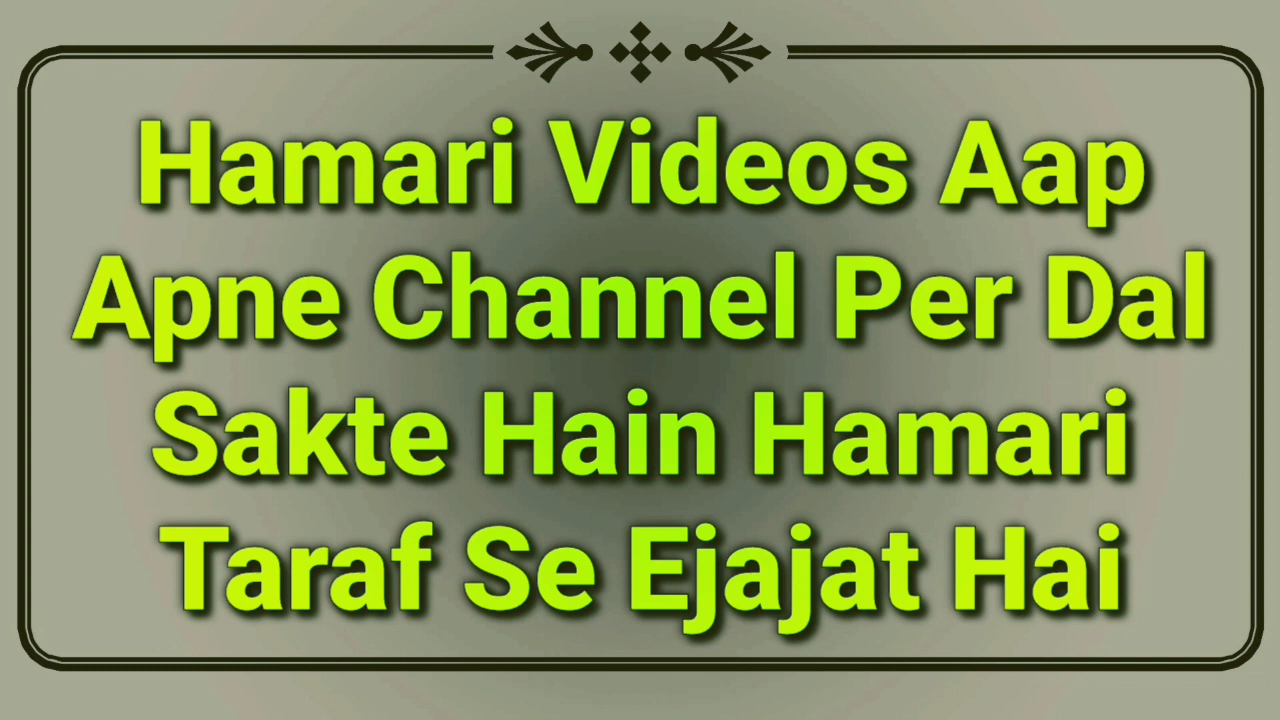 Hamari Videos Aap
Apne Channel Per Dal
Sakte Hain Hamari
Taraf Se Ejajat Hai